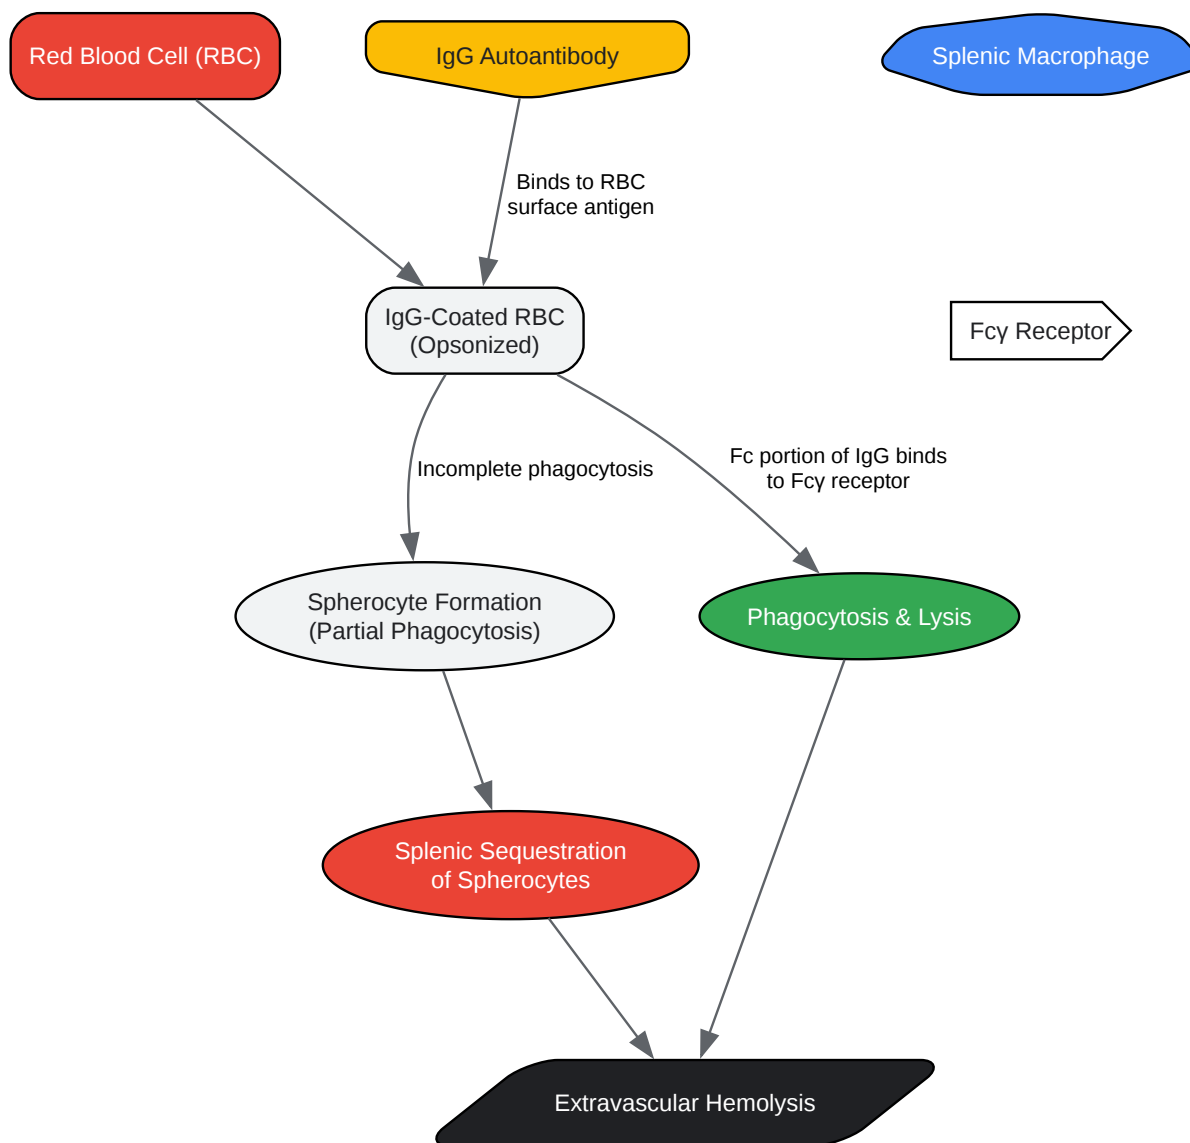 Red Blood Cell (RBC)
IgG Autoantibody
Splenic Macrophage
Binds to RBC
surface antigen
IgG-Coated RBC
(Opsonized)
Fcγ Receptor
Incomplete phagocytosis
Fc portion of IgG binds
to Fcγ receptor
Spherocyte Formation
(Partial Phagocytosis)
Phagocytosis & Lysis
Splenic Sequestration
of Spherocytes
Extravascular Hemolysis